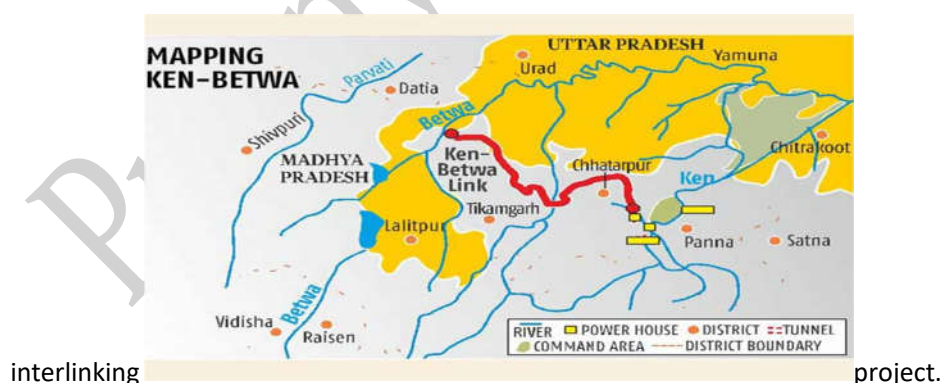 MAPPING
KEN–BETWA
UTTAR PRADESH
Yamuna
Urad
Parvati
Datia
Betwa
Shivpuri
Chitrakoot
MADHYA
PRADESH
Ken–
Betwa
Link
Chhatarpur
Ken
Tikamgarh
Lalitpur
Panna
Satna
Vidisha
Betwa
Raisen
RIVER POWER HOUSE DISTRICT TUNNEL
COMMAND AREA DISTRICT BOUNDARY
interlinking project.